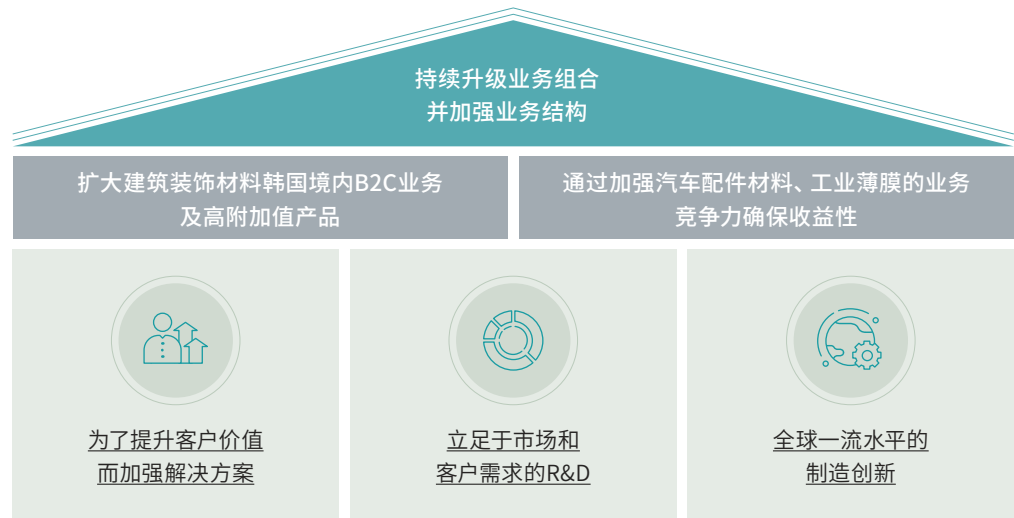 持续升级业务组合
并加强业务结构
扩大建筑装饰材料韩国境内B2C业务
及高附加值产品
通过加强汽车配件材料、工业薄膜的业务
竞争力确保收益性
为了提升客户价值
而加强解决方案
立足于市场和
客户需求的R&D
全球一流水平的
制造创新